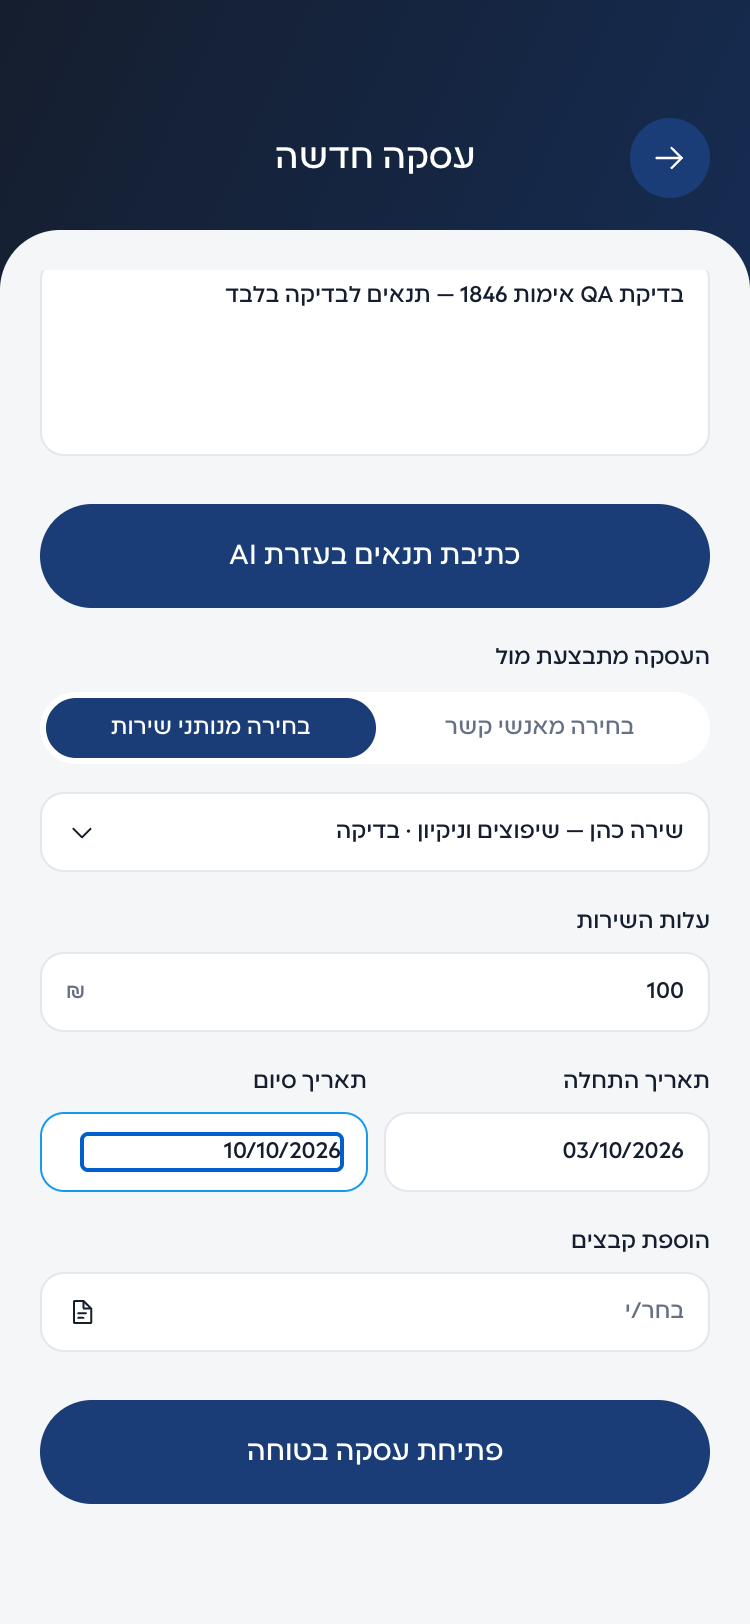 עסקה חדשה
בדיקת QA אימות 1846 – תנאים לבדיקה בלבד
כתיבת תנאים בעזרת AI
העסקה מתבצעת מול
בחירה מאנשי קשר
בחירה מנותני שירות
שירה כהן – שיפוצים וניקיון · בדיקה
עלות השירות
100 ₪
תאריך התחלה
תאריך סיום
03/10/2026
10/10/2026
הוספת קבצים
בחר/י
פתיחת עסקה בטוחה